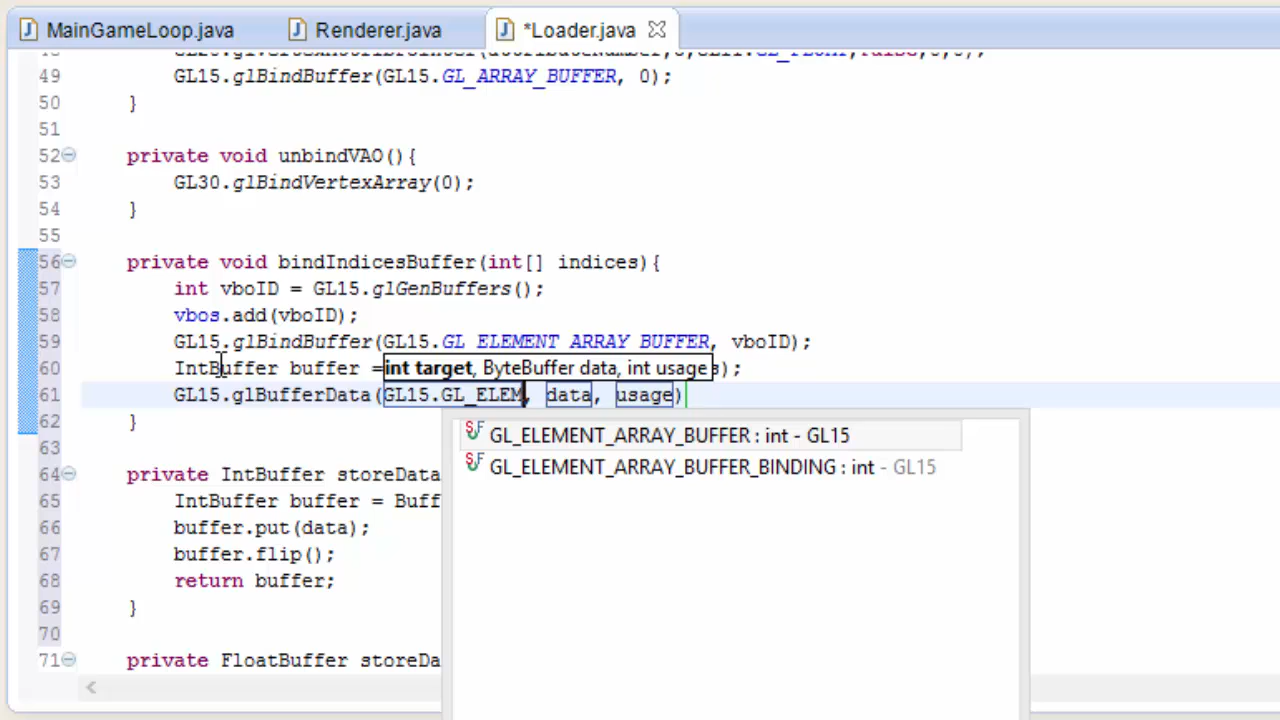 MainGameLoop.java Renderer.java *Loader.java
49 GL15.glBindBuffer(GL15.GL_ARRAY_BUFFER, 0);
50 }
51
52 private void unbindVAO(){
53 GL30.glBindVertexArray(0);
54 }
55
56 private void bindIndicesBuffer(int[] indices){
57 int vboID = GL15.glGenBuffers();
58 vbos.add(vboID);
59 GL15.glBindBuffer(GL15.GL_ELEMENT_ARRAY_BUFFER, vboID);
60 IntBuffer buffer = int target, ByteBuffer data, int usage );
61 GL15.glBufferData(GL15.GL_ELEM, data, usage)
62 }
GL_ELEMENT_ARRAY_BUFFER : int - GL15
GL_ELEMENT_ARRAY_BUFFER_BINDING : int - GL15
63
64 private IntBuffer storeData
65 IntBuffer buffer = Buff
66 buffer.put(data);
67 buffer.flip();
68 return buffer;
69 }
70
71 private FloatBuffer storeDa